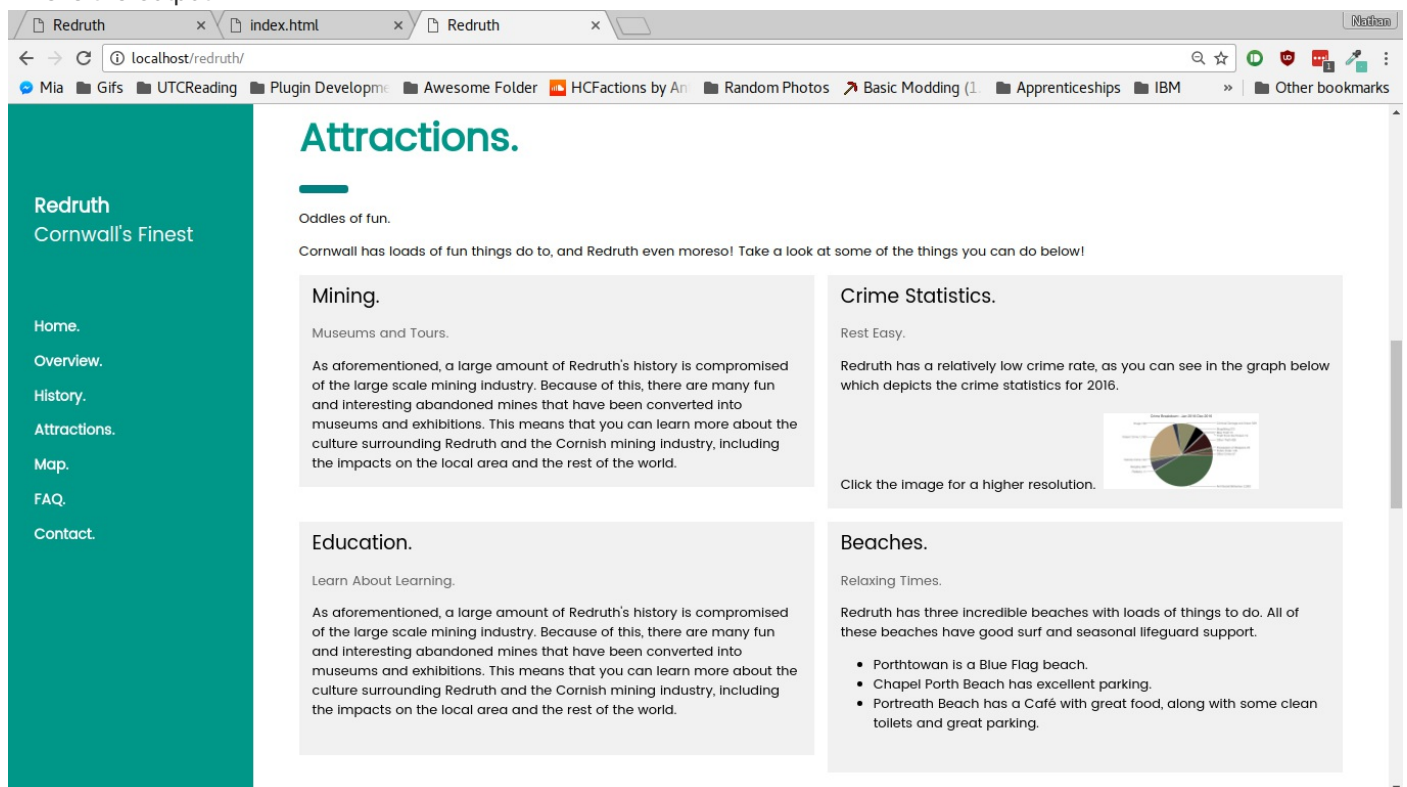 Redruth
index.html
Redruth
Nathan
localhost/redruth/
Mia
Gifs
UTCReading
Plugin Developme
Awesome Folder
HCFactions by An
Random Photos
Basic Modding (1.
Apprenticeships
IBM
»
Other bookmarks
Redruth
Cornwall's Finest
Home.
Overview.
History.
Attractions.
Map.
FAQ.
Contact.
Attractions.
Oddles of fun.
Cornwall has loads of fun things do to, and Redruth even moreso! Take a look at some of the things you can do below!
Mining.
Museums and Tours.
As aforementioned, a large amount of Redruth's history is compromised
of the large scale mining industry. Because of this, there are many fun
and interesting abandoned mines that have been converted into
museums and exhibitions. This means that you can learn more about the
culture surrounding Redruth and the Cornish mining industry, including
the impacts on the local area and the rest of the world.
Crime Statistics.
Rest Easy.
Redruth has a relatively low crime rate, as you can see in the graph below
which depicts the crime statistics for 2016.
Click the image for a higher resolution.
Education.
Learn About Learning.
As aforementioned, a large amount of Redruth's history is compromised
of the large scale mining industry. Because of this, there are many fun
and interesting abandoned mines that have been converted into
museums and exhibitions. This means that you can learn more about the
culture surrounding Redruth and the Cornish mining industry, including
the impacts on the local area and the rest of the world.
Beaches.
Relaxing Times.
Redruth has three incredible beaches with loads of things to do. All of
these beaches have good surf and seasonal lifeguard support.
• Porthtowan is a Blue Flag beach.
• Chapel Porth Beach has excellent parking.
• Portreath Beach has a Café with great food, along with some clean
toilets and great parking.